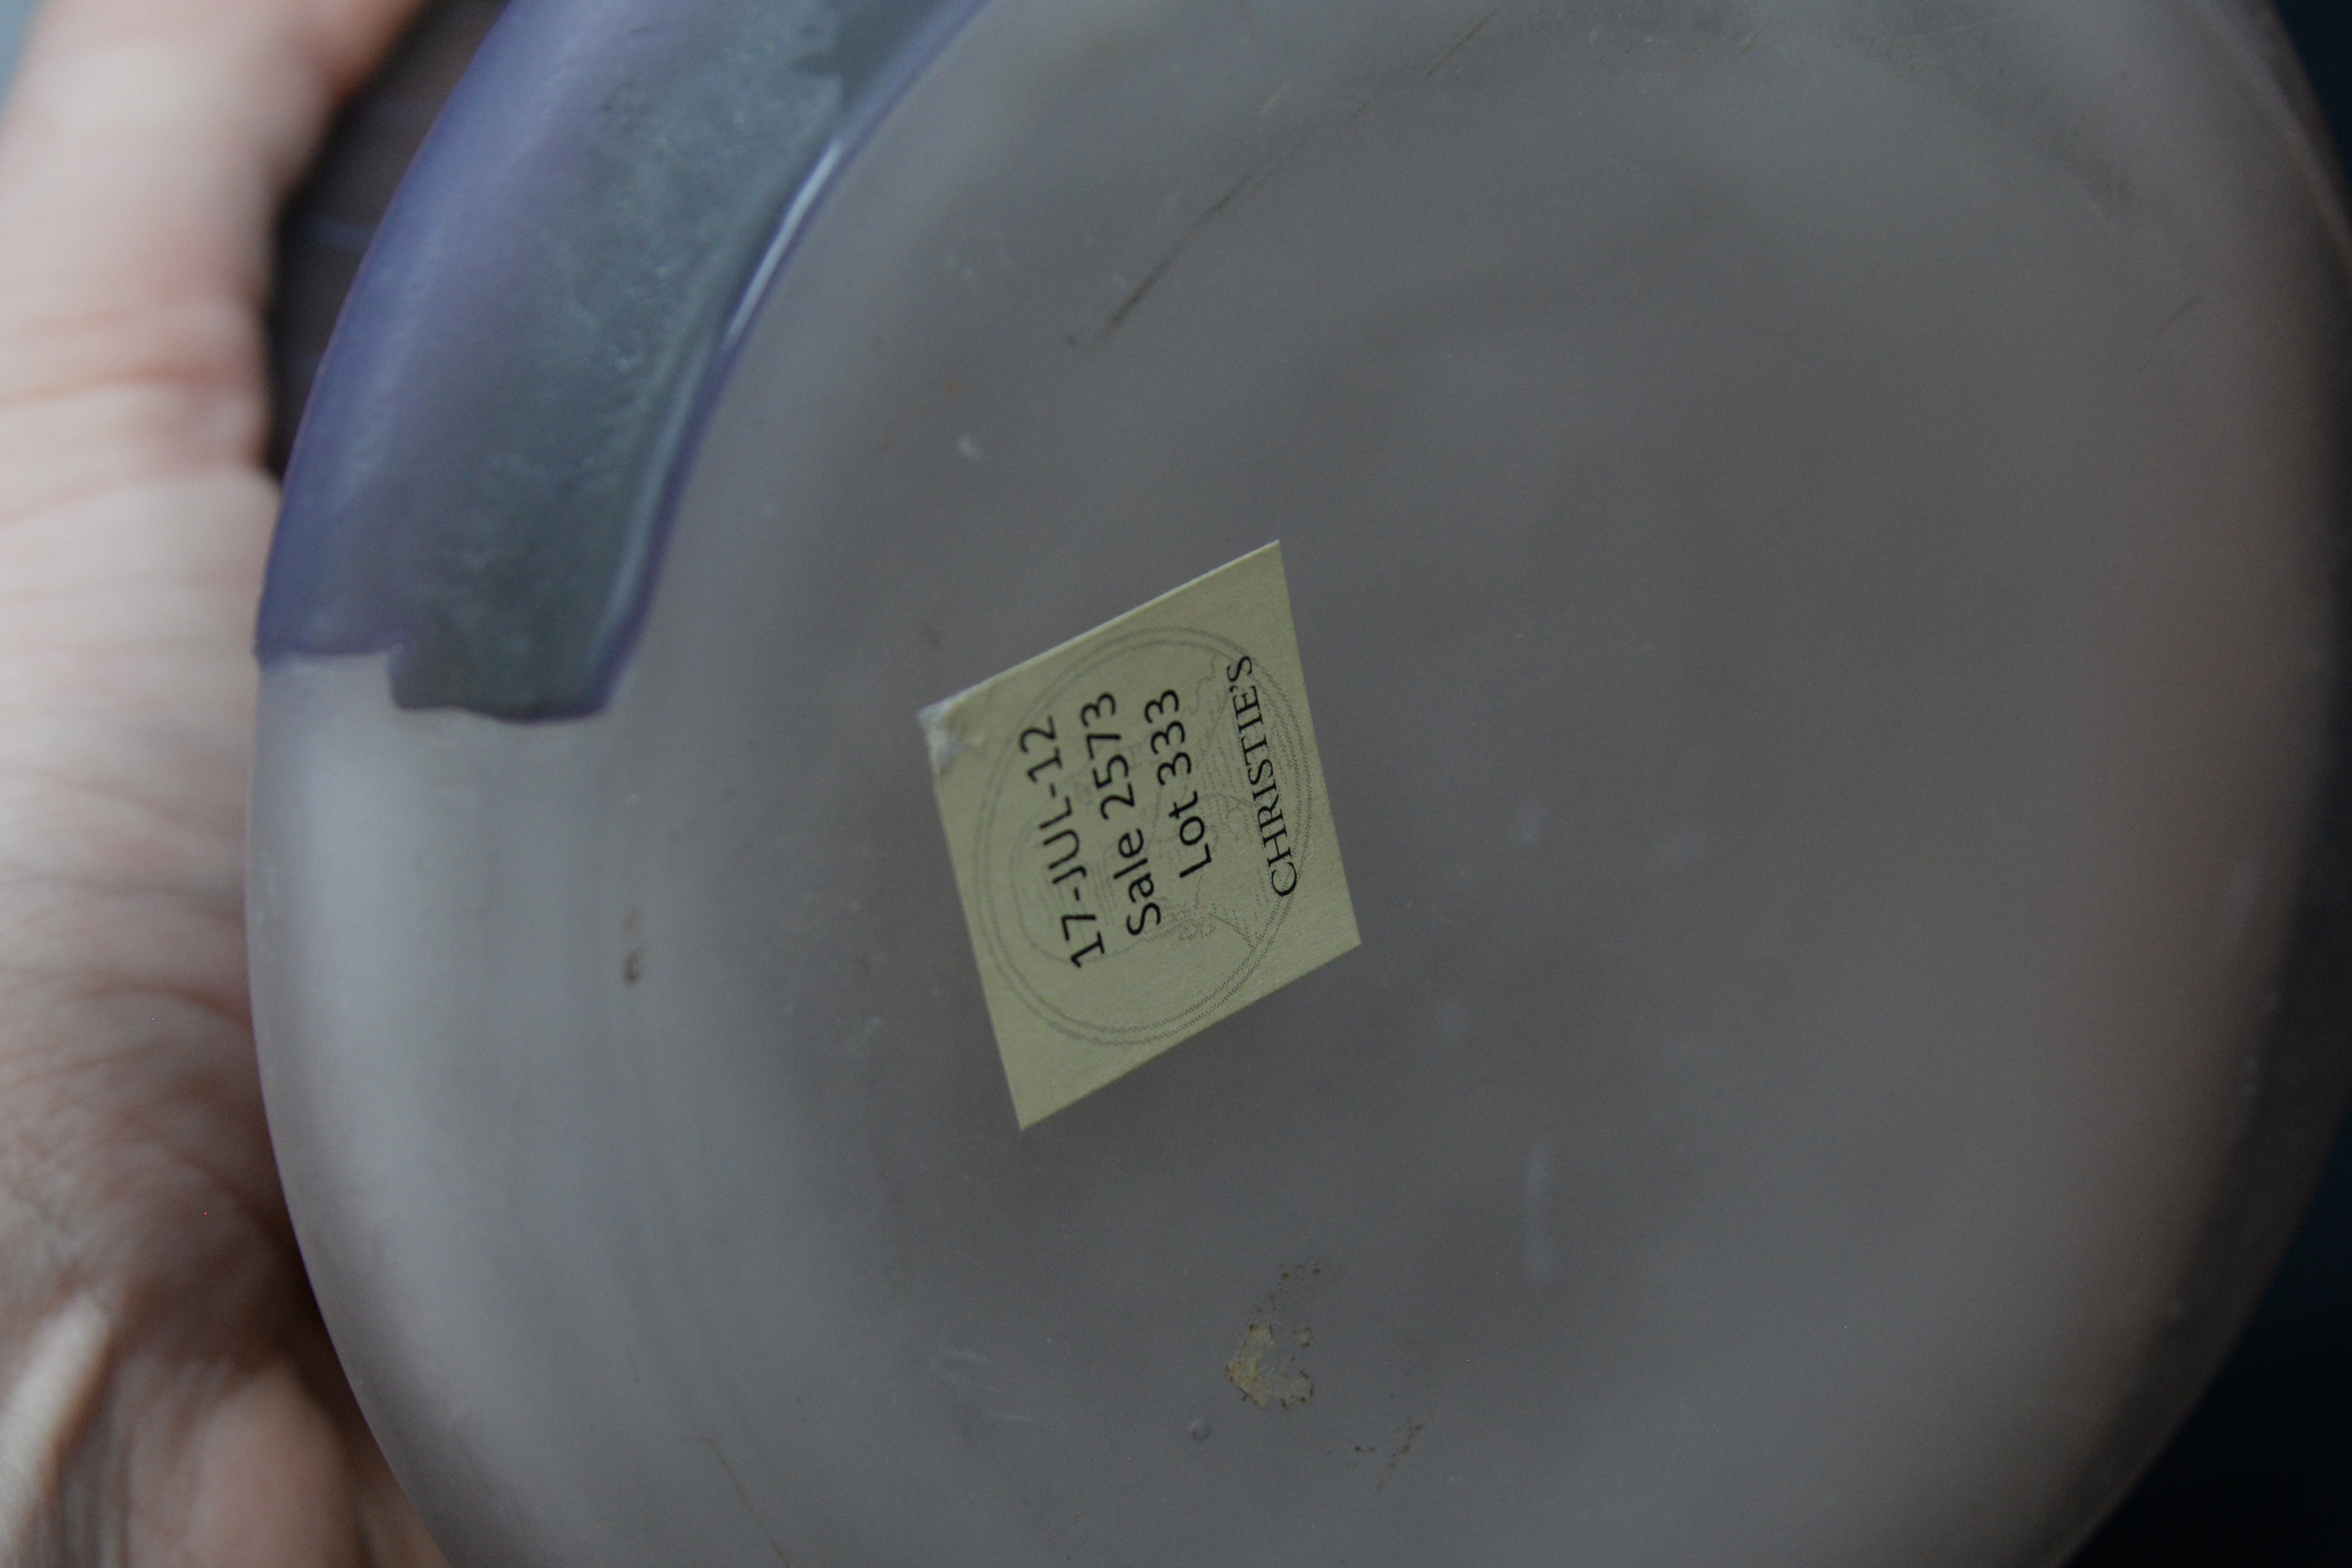 17-JUL-12
Sale 2573
Lot 333
CHRISTIE'S